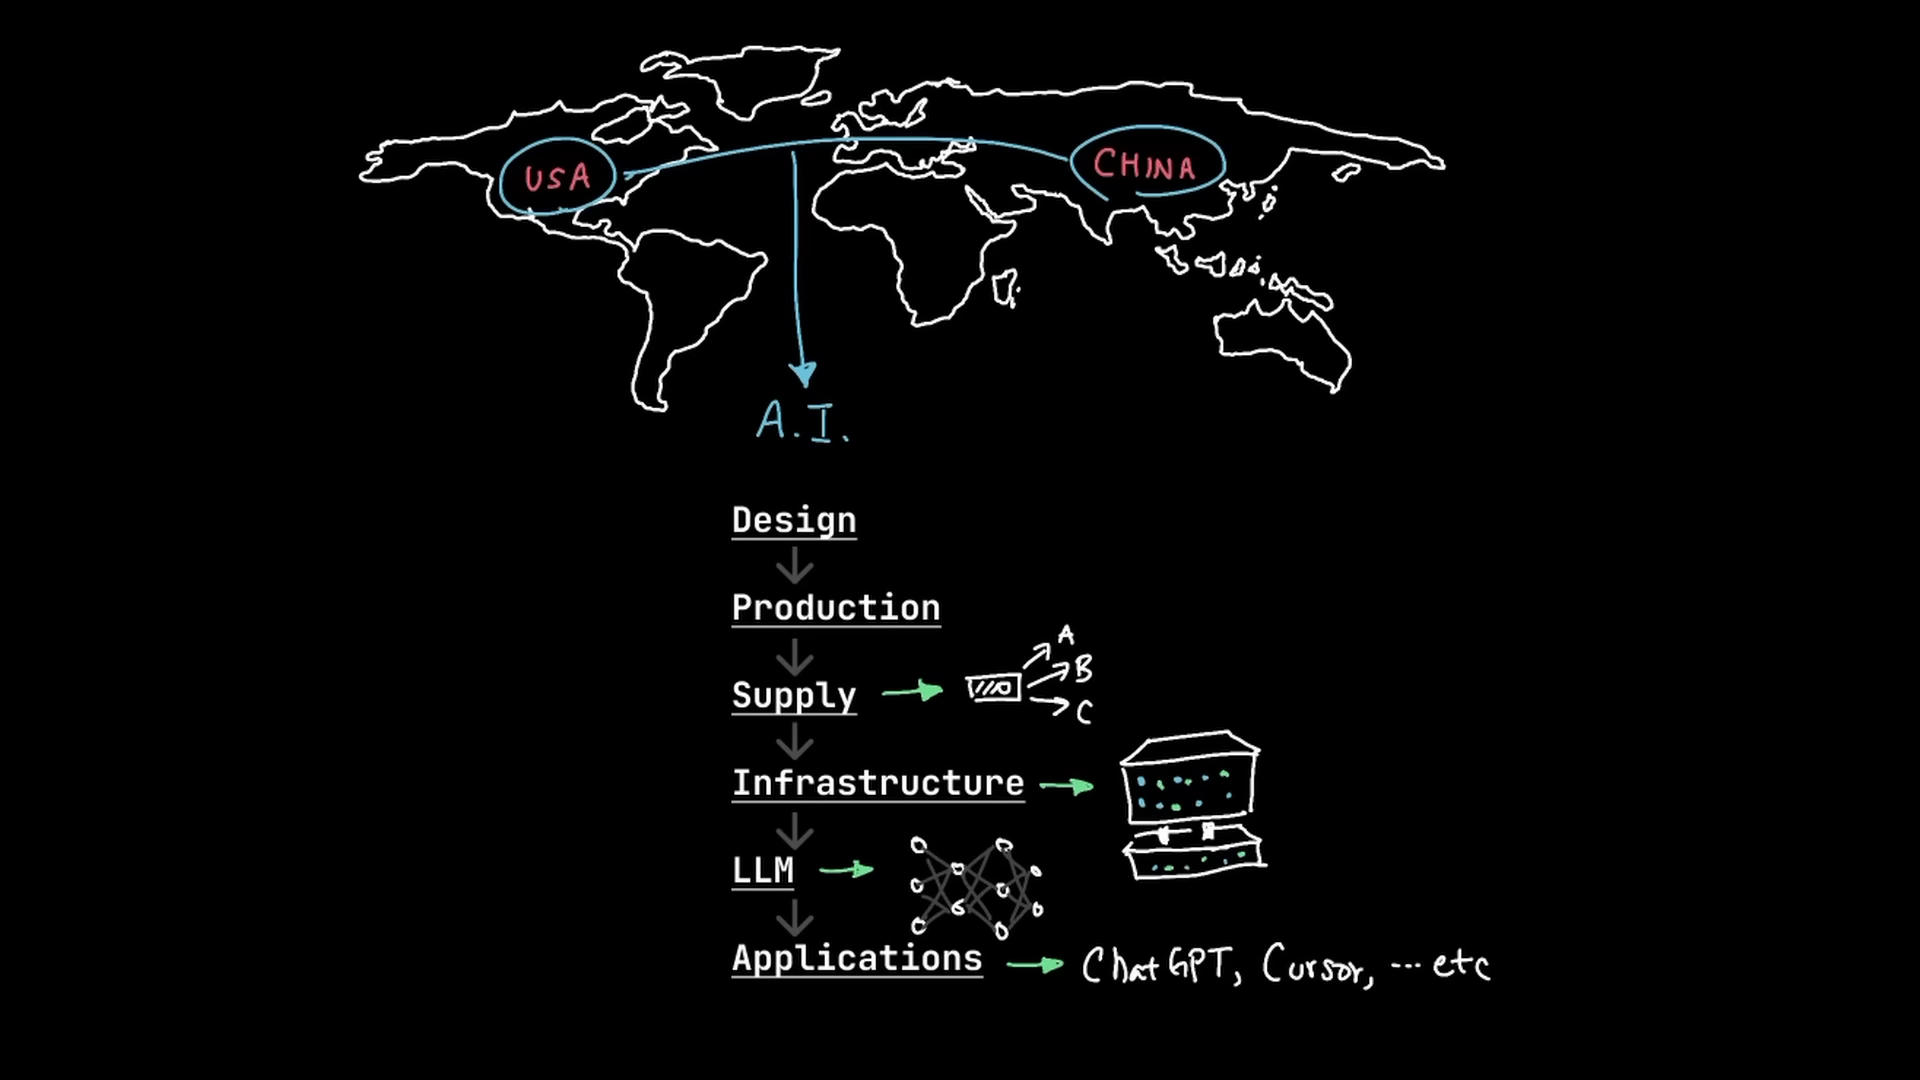 USA
CHINA
A.I.
Design
Production
A
B
Supply
C
Infrastructure
LLM
Applications
ChatGPT, Cursor, ... etc